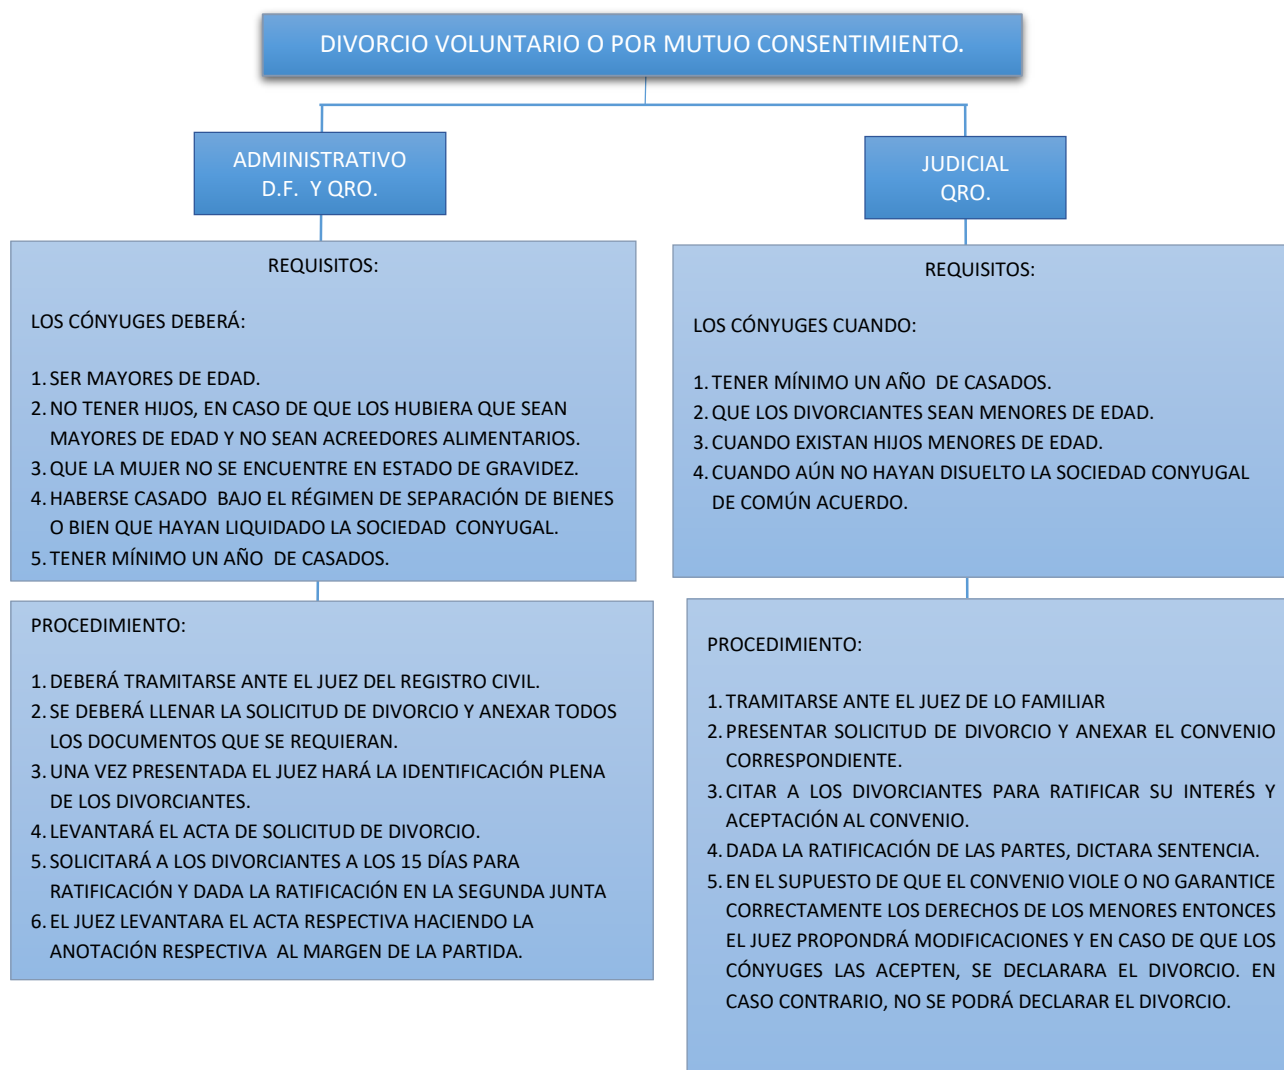 DIVORCIO VOLUNTARIO O POR MUTUO CONSENTIMIENTO.
ADMINISTRATIVO
D.F. Y QRO.
REQUISITOS:
LOS CÓNYUGES DEBERÁ:
1. SER MAYORES DE EDAD.
2. NO TENER HIJOS, EN CASO DE QUE LOS HUBIERA QUE SEAN
MAYORES DE EDAD Y NO SEAN ACREEDORES ALIMENTARIOS.
3. QUE LA MUJER NO SE ENCUENTRE EN ESTADO DE GRAVIDEZ.
4. HABERSE CASADO BAJO EL RÉGIMEN DE SEPARACIÓN DE BIENES
O BIEN QUE HAYAN LIQUIDADO LA SOCIEDAD CONYUGAL.
5. TENER MÍNIMO UN AÑO DE CASADOS.
PROCEDIMIENTO:
1. DEBERÁ TRAMITARSE ANTE EL JUEZ DEL REGISTRO CIVIL.
2. SE DEBERÁ LLENAR LA SOLICITUD DE DIVORCIO Y ANEXAR TODOS
LOS DOCUMENTOS QUE SE REQUIERAN.
3. UNA VEZ PRESENTADA EL JUEZ HARÁ LA IDENTIFICACIÓN PLENA
DE LOS DIVORCIANTES.
4. LEVANTARÁ EL ACTA DE SOLICITUD DE DIVORCIO.
5. SOLICITARÁ A LOS DIVORCIANTES A LOS 15 DÍAS PARA
RATIFICACIÓN Y DADA LA RATIFICACIÓN EN LA SEGUNDA JUNTA
6. EL JUEZ LEVANTARA EL ACTA RESPECTIVA HACIENDO LA
ANOTACIÓN RESPECTIVA AL MARGEN DE LA PARTIDA.
JUDICIAL
QRO.
REQUISITOS:
LOS CÓNYUGES CUANDO:
1. TENER MÍNIMO UN AÑO DE CASADOS.
2. QUE LOS DIVORCIANTES SEAN MENORES DE EDAD.
3. CUANDO EXISTAN HIJOS MENORES DE EDAD.
4. CUANDO AÚN NO HAYAN DISUELTO LA SOCIEDAD CONYUGAL
DE COMÚN ACUERDO.
PROCEDIMIENTO:
1. TRAMITARSE ANTE EL JUEZ DE LO FAMILIAR
2. PRESENTAR SOLICITUD DE DIVORCIO Y ANEXAR EL CONVENIO
CORRESPONDIENTE.
3. CITAR A LOS DIVORCIANTES PARA RATIFICAR SU INTERÉS Y
ACEPTACIÓN AL CONVENIO.
4. DADA LA RATIFICACIÓN DE LAS PARTES, DICTARA SENTENCIA.
5. EN EL SUPUESTO DE QUE EL CONVENIO VIOLE O NO GARANTICE
CORRECTAMENTE LOS DERECHOS DE LOS MENORES ENTONCES
EL JUEZ PROPONDRÁ MODIFICACIONES Y EN CASO DE QUE LOS
CÓNYUGES LAS ACEPTEN, SE DECLARARA EL DIVORCIO. EN
CASO CONTRARIO, NO SE PODRÁ DECLARAR EL DIVORCIO.